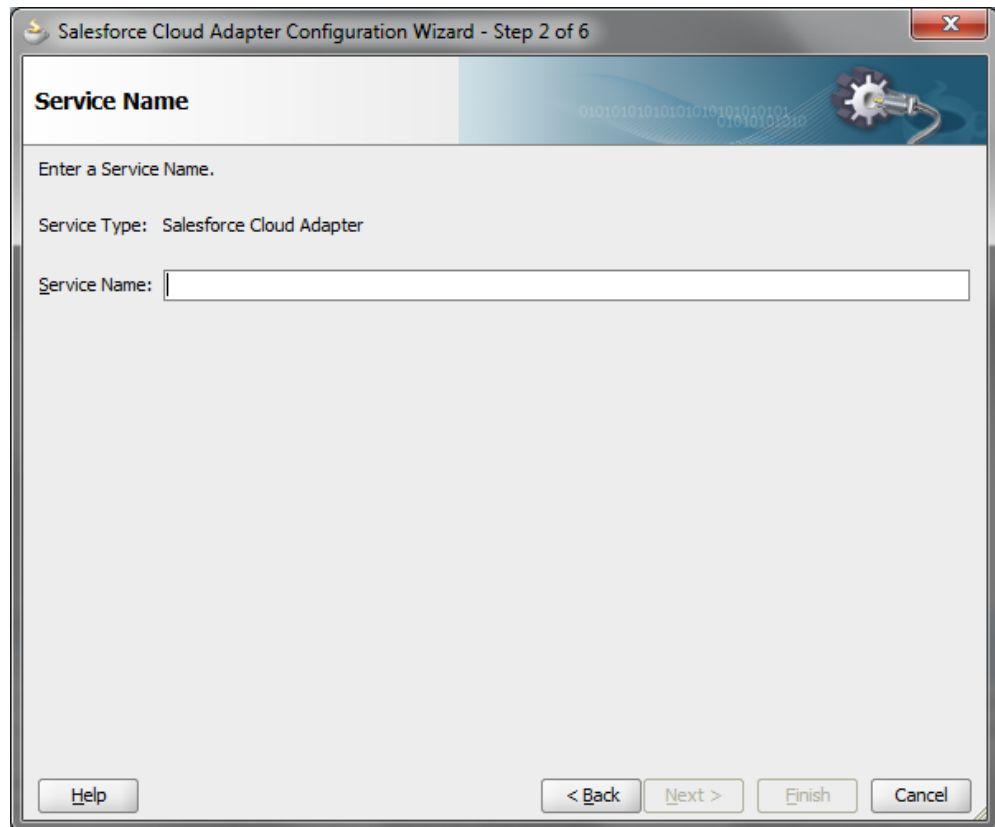 Salesforce Cloud Adapter Configuration Wizard - Step 2 of 6
Service Name
Enter a Service Name.
Service Type: Salesforce Cloud Adapter
Service Name:
Help
< Back
Next >
Finish
Cancel